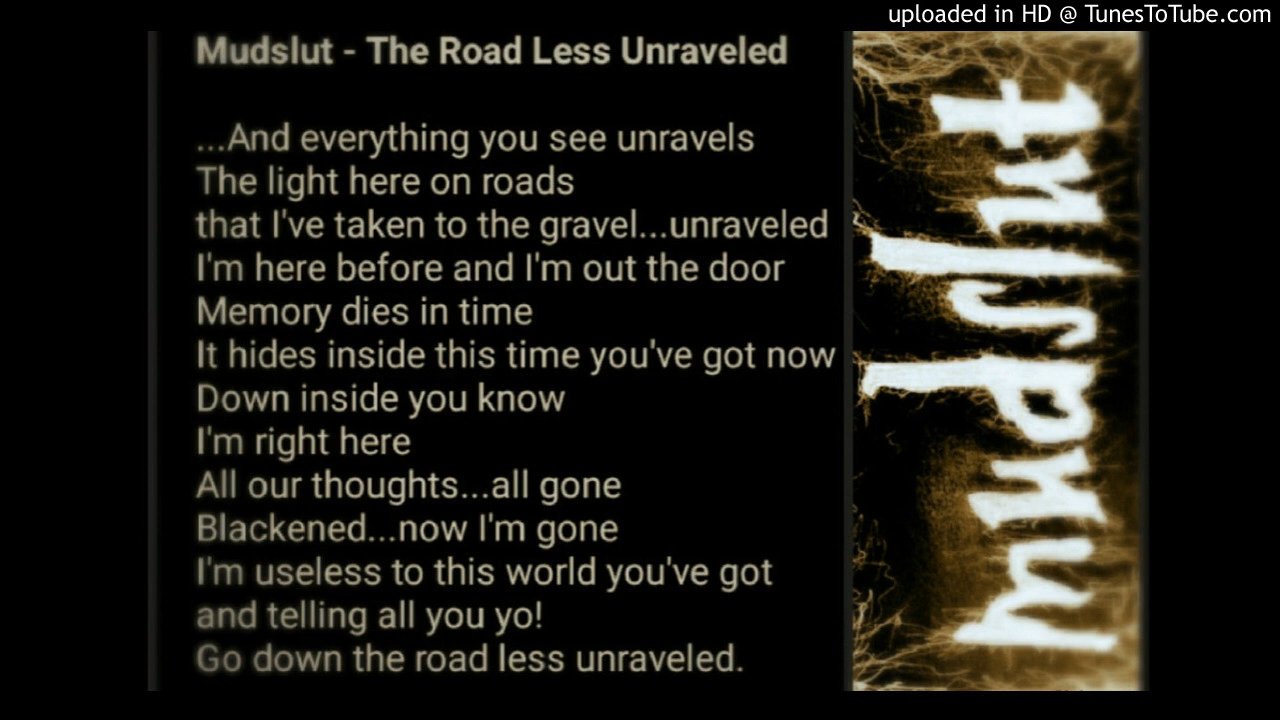 uploaded in HD @ TunesToTube.com
Mudslut - The Road Less Unraveled
...And everything you see unravels
The light here on roads
that I've taken to the gravel...unraveled
I'm here before and I'm out the door
Memory dies in time
It hides inside this time you've got now
Down inside you know
I'm right here
All our thoughts...all gone
Blackened...now I'm gone
I'm useless to this world you've got
and telling all you yo!
Go down the road less unraveled.
mudslut